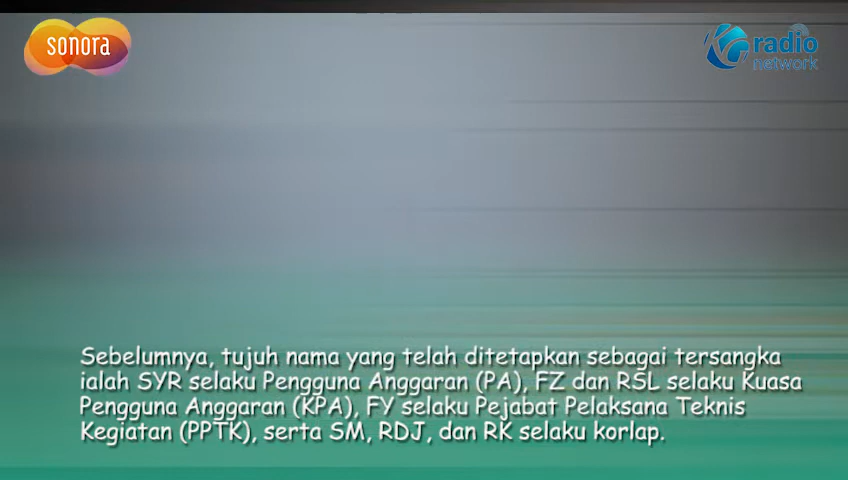 sonora
radio
network
Sebelumnya, tujuh nama yang telah ditetapkan sebagai tersangka
ialah SYR selaku Pengguna Anggaran (PA), FZ dan RSL selaku Kuasa
Pengguna Anggaran (KPA), FY selaku Pejabat Pelaksana Teknis
Kegiatan (PPTK), serta SM, RDJ, dan RK selaku korlap.